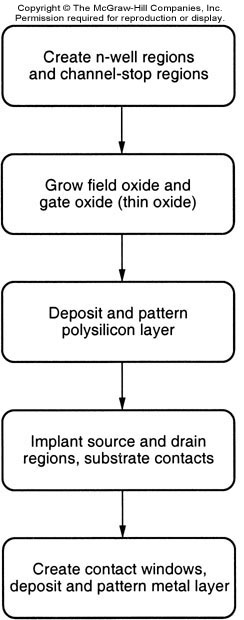 Copyright © The McGraw-Hill Companies, Inc.
Permission required for reproduction or display.
Create n-well regions
and channel-stop regions
Grow field oxide and
gate oxide (thin oxide)
Deposit and pattern
polysilicon layer
Implant source and drain
regions, substrate contacts
Create contact windows,
deposit and pattern metal layer